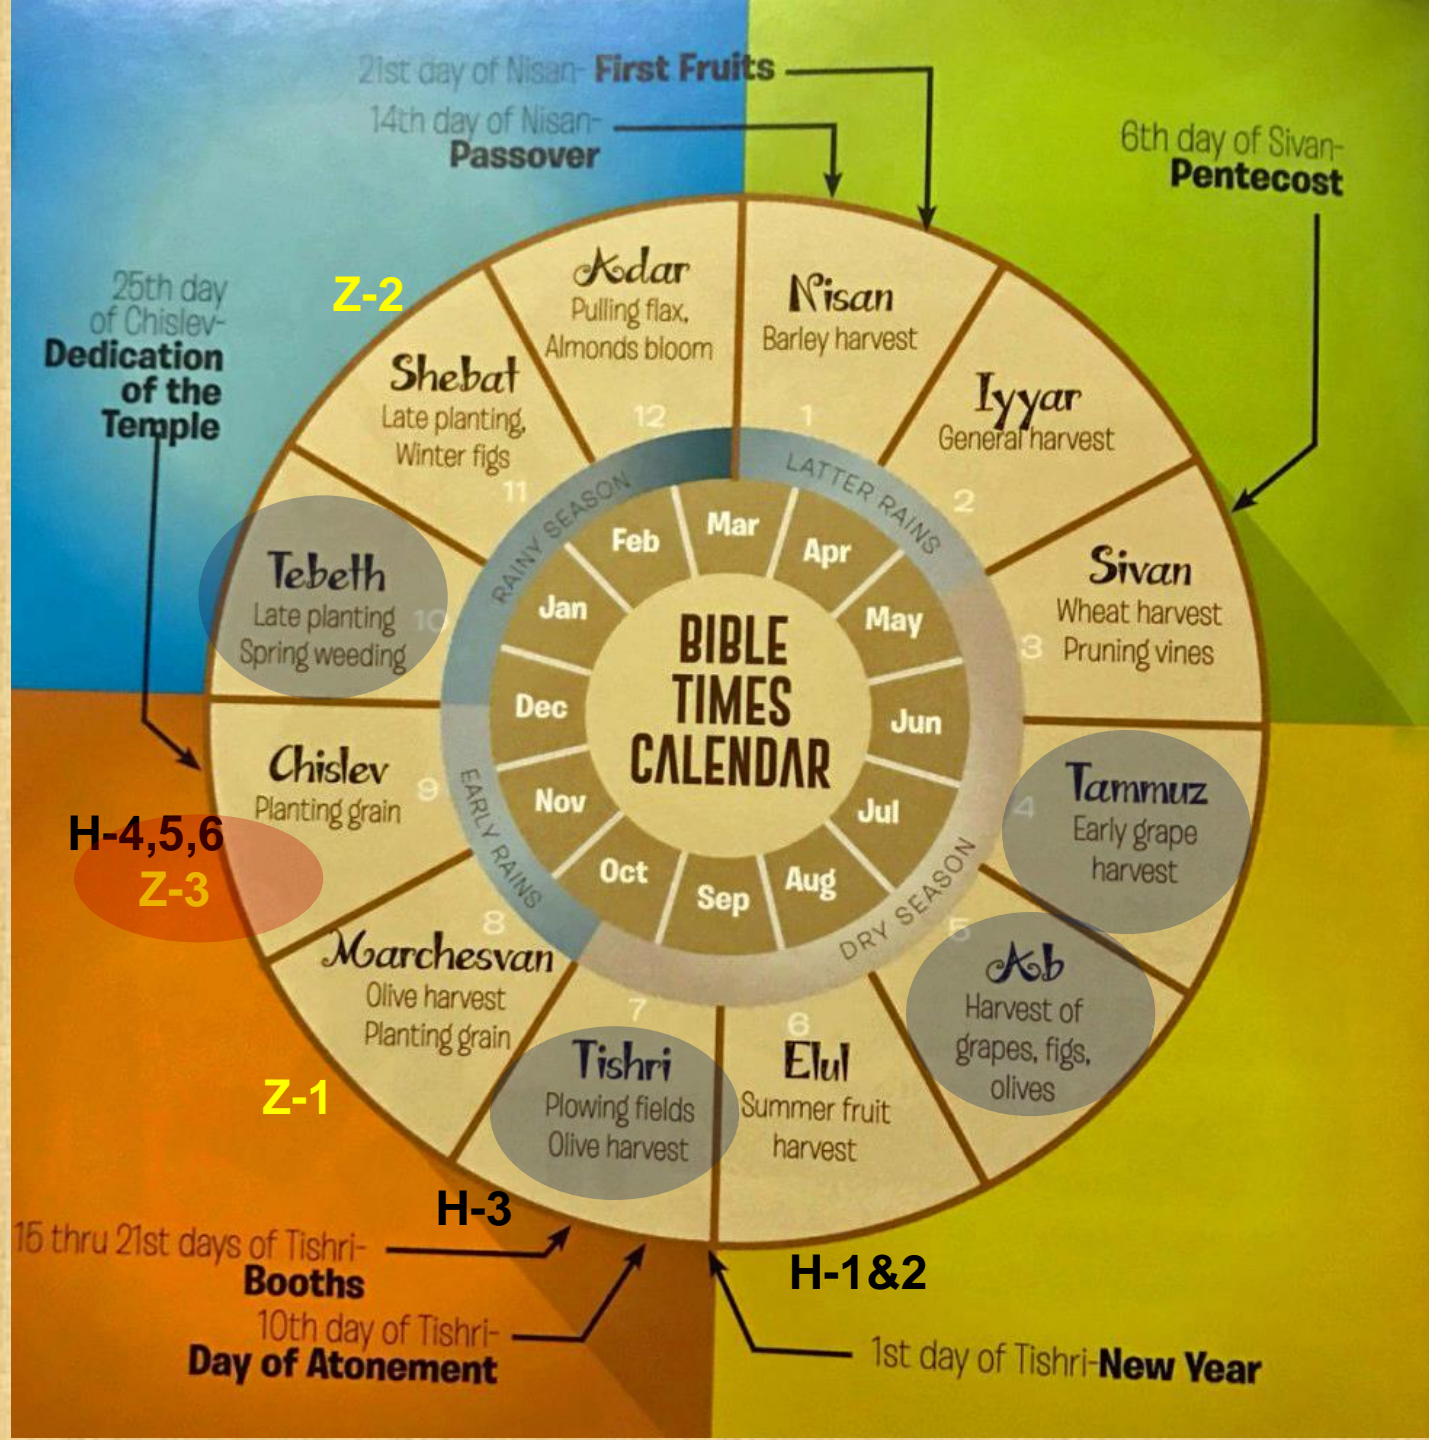 21st day of Nisan- First Fruits
14th day of Nisan-
Passover
6th day of Sivan-
Pentecost
25th day
of Chislev-
Dedication
of the
Temple
Z-2
Adar
Pulling flax,
Almonds bloom
12
Nisan
Barley harvest
1
Shebat
Late planting,
Winter figs
11
Iyyar
General harvest
2
Tebeth
Late planting
Spring weeding
10
Sivan
Wheat harvest
Pruning vines
3
RAINY SEASON
LATTER RAINS
Feb
Mar
Apr
Jan
May
Dec
Jun
Nov
Jul
Oct
Sep
Aug
BIBLE
TIMES
CALENDAR
EARLY RAINS
DRY SEASON
Chislev
Planting grain
9
Tammuz
Early grape
harvest
4
H-4,5,6
Z-3
8
Marchesvan
Olive harvest
Planting grain
5
Ab
Harvest of
grapes, figs,
olives
7
Tishri
Plowing fields
Olive harvest
6
Elul
Summer fruit
harvest
Z-1
H-3
H-1&2
15 thru 21st days of Tishri-
Booths
10th day of Tishri-
Day of Atonement
1st day of Tishri-New Year